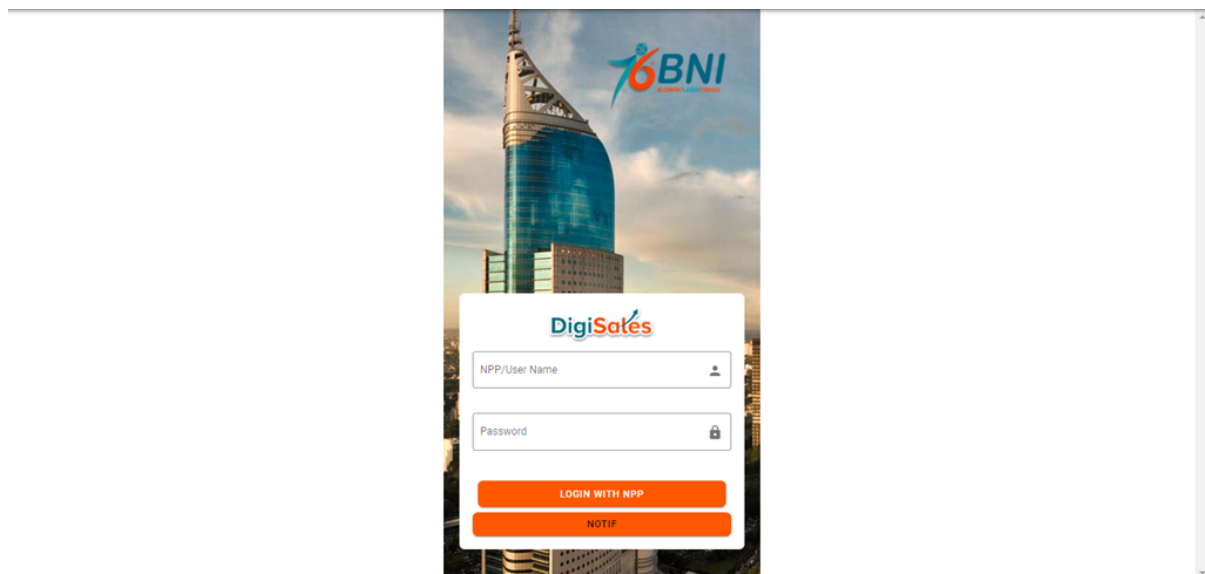 76BNI
DigiSales
NPP/User Name
Password
LOGIN WITH NPP
NOTIF